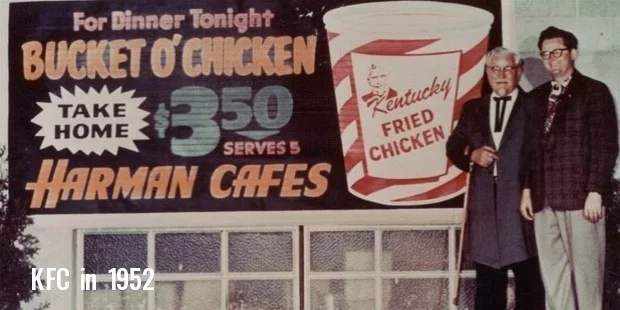 For Dinner Tonight
BUCKET O' CHICKEN
TAKE HOME
$3.50
SERVES 5
HARMAN CAFES
Kentucky
FRIED
CHICKEN
KFC in 1952